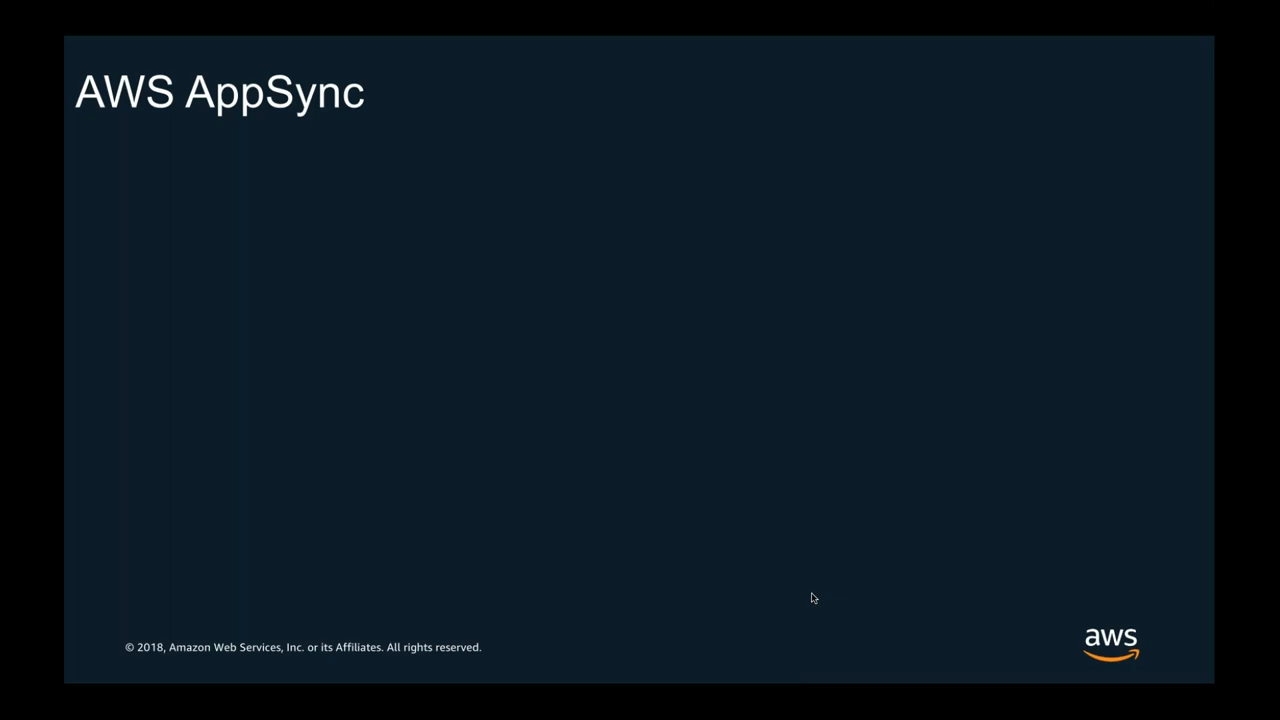 AWS AppSync
© 2018, Amazon Web Services, Inc. or its Affiliates. All rights reserved.
aws